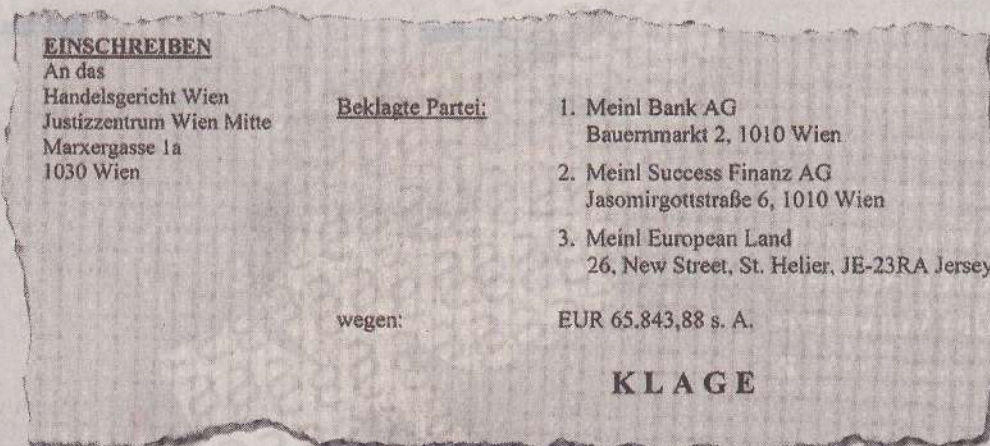 EINSCHREIBEN
An das
Handelsgericht Wien
Justizzentrum Wien Mitte
Marxergasse 1a
1030 Wien
Beklagte Partei:
1. Meinl Bank AG
Bauernmarkt 2, 1010 Wien
2. Meinl Success Finanz AG
Jasomirgottstraße 6, 1010 Wien
3. Meinl European Land
26, New Street, St. Helier, JE-23RA Jersey
wegen:
EUR 65.843,88 s. A.
KLAGE